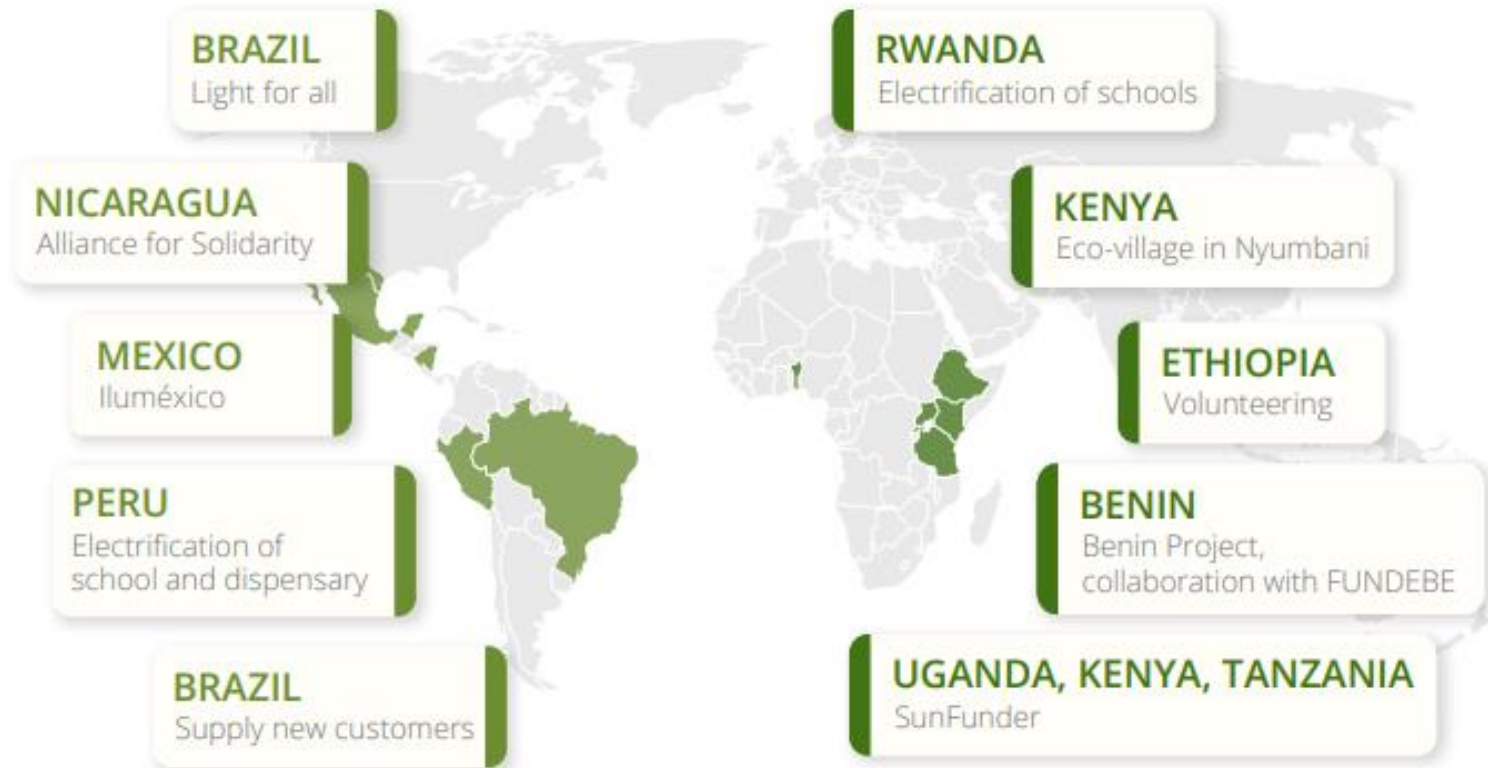 BRAZIL
Light for all
NICARAGUA
Alliance for Solidarity
MEXICO
Iluméxico
PERU
Electrification of
school and dispensary
BRAZIL
Supply new customers
RWANDA
Electrification of schools
KENYA
Eco-village in Nyumbani
ETHIOPIA
Volunteering
BENIN
Benin Project,
collaboration with FUNDEBE
UGANDA, KENYA, TANZANIA
SunFunder